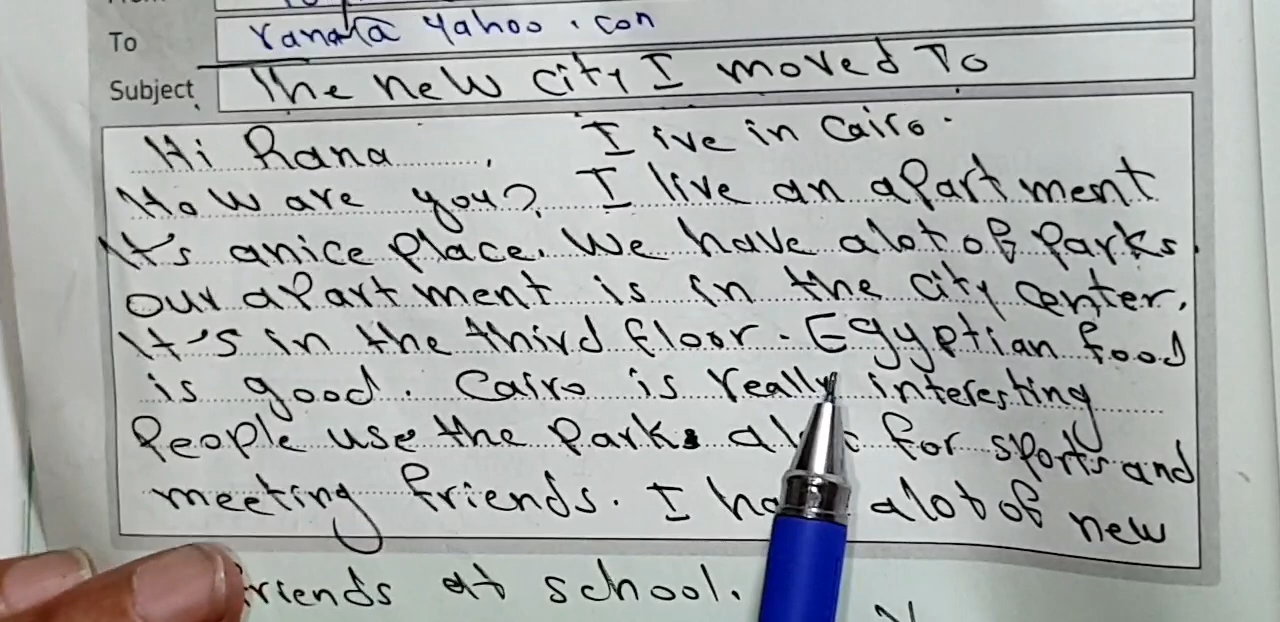 To Yanata yahoo.con
Subject The new city I moved To
Hi Rana, I ive in Cairo.
How are you? I live an apartment
It's anice place. We have alot of Parks.
our apartment is in the city center.
It's in the third floor. Egyptian food
is good. Cairo is really interesting
People use the Parks for sports and
meeting friends. I alot of new
friends at school.